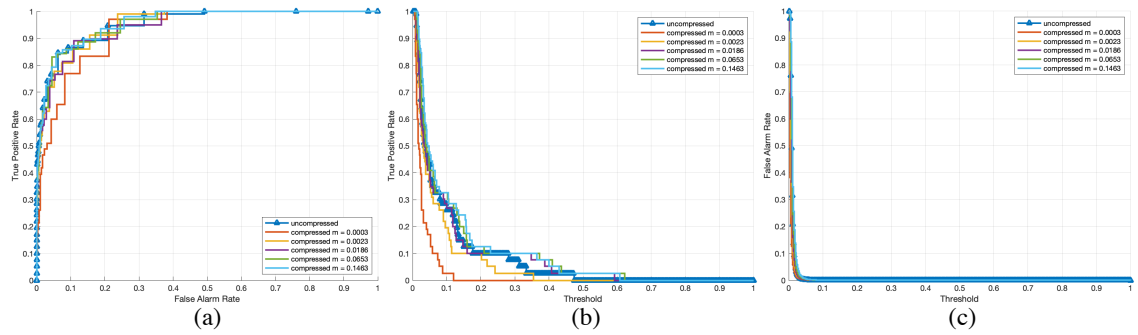 True Positive Rate
1
0.9
0.8
0.7
0.6
0.5
0.4
0.3
0.2
0.1
0
0 0.1 0.2 0.3 0.4 0.5 0.6 0.7 0.8 0.9 1
False Alarm Rate
uncompressed
compressed m = 0.0003
compressed m = 0.0023
compressed m = 0.0186
compressed m = 0.0653
compressed m = 0.1463
(a)
True Positive Rate
1
0.9
0.8
0.7
0.6
0.5
0.4
0.3
0.2
0.1
0
0 0.1 0.2 0.3 0.4 0.5 0.6 0.7 0.8 0.9 1
Threshold
uncompressed
compressed m = 0.0003
compressed m = 0.0023
compressed m = 0.0186
compressed m = 0.0653
compressed m = 0.1463
(b)
False Alarm Rate
1
0.9
0.8
0.7
0.6
0.5
0.4
0.3
0.2
0.1
0
0 0.1 0.2 0.3 0.4 0.5 0.6 0.7 0.8 0.9 1
Threshold
uncompressed
compressed m = 0.0003
compressed m = 0.0023
compressed m = 0.0186
compressed m = 0.0653
compressed m = 0.1463
(c)